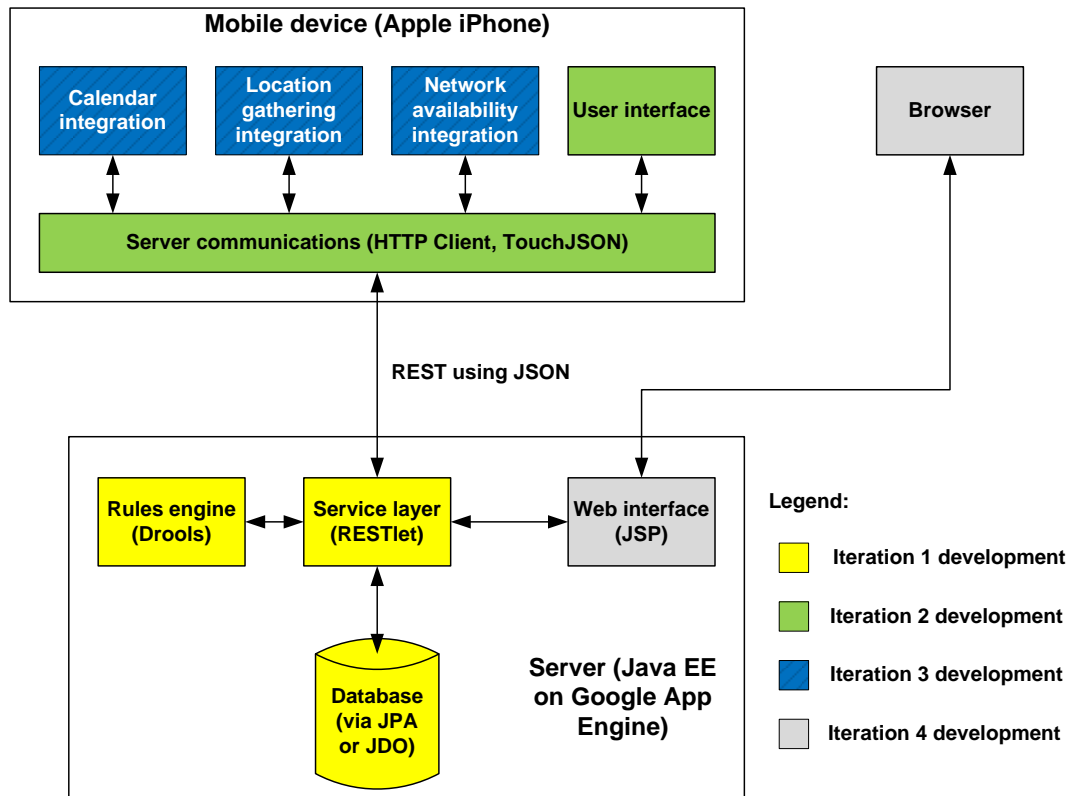 Mobile device (Apple iPhone)
Calendar
integration
Location
gathering
integration
Network
availability
integration
User interface
Browser
Server communications (HTTP Client, TouchJSON)
REST using JSON
Rules engine
(Drools)
Service layer
(RESTlet)
Web interface
(JSP)
Database
(via JPA
or JDO)
Server (Java EE
on Google App
Engine)
Legend:
Iteration 1 development
Iteration 2 development
Iteration 3 development
Iteration 4 development